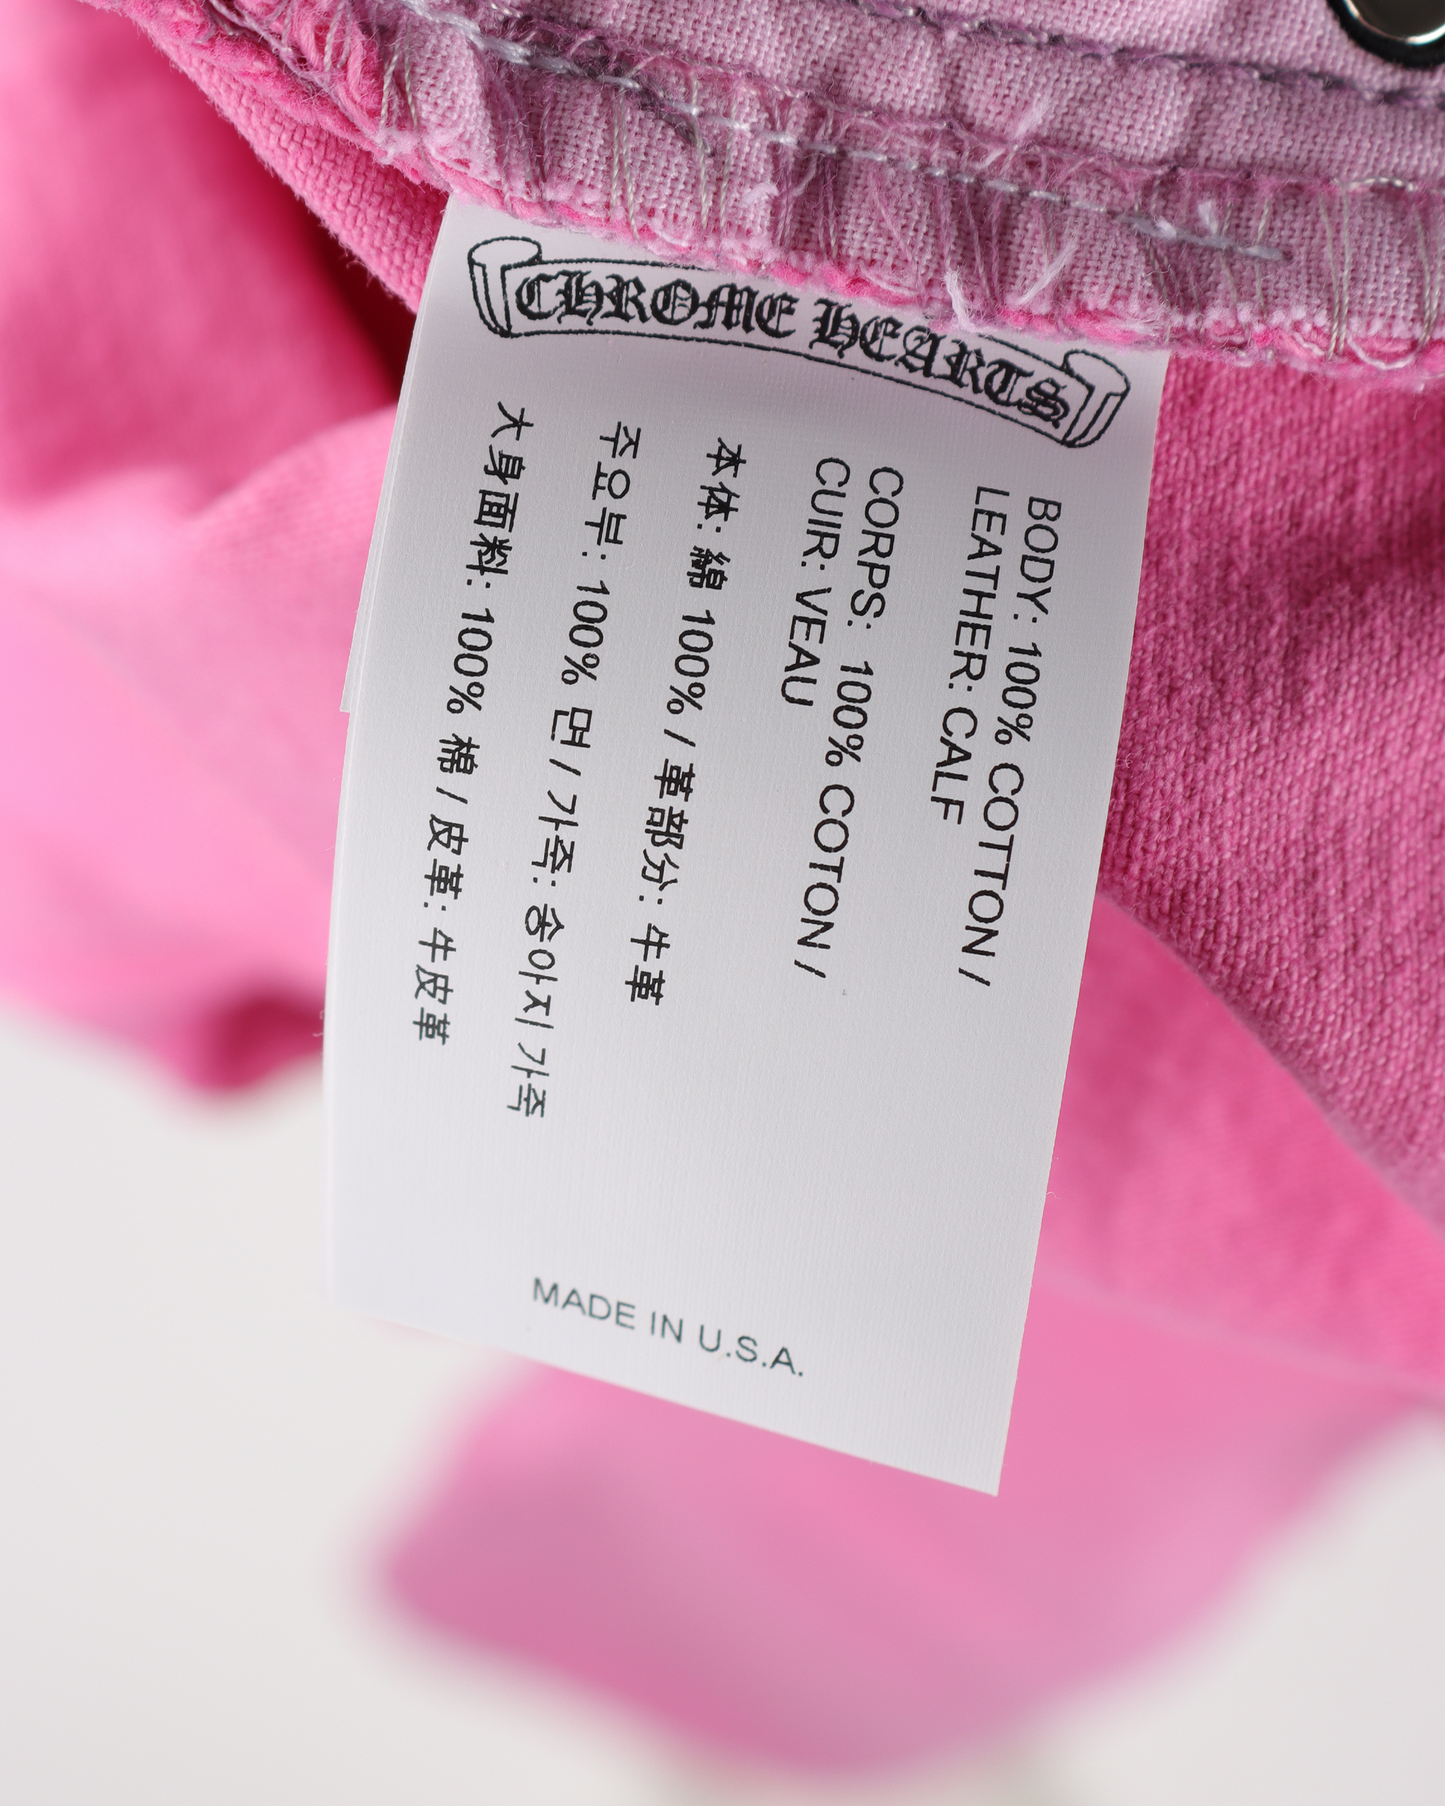 CHROME HEARTS
BODY: 100% COTTON /
LEATHER: CALF
CORPS: 100% COTON /
CUIR: VEAU
本体: 綿 100% / 革部分: 牛革
주요부: 100% 면 / 가죽: 송아지 가죽
大身面料: 100% 棉 / 皮革: 牛皮革
MADE IN U.S.A.